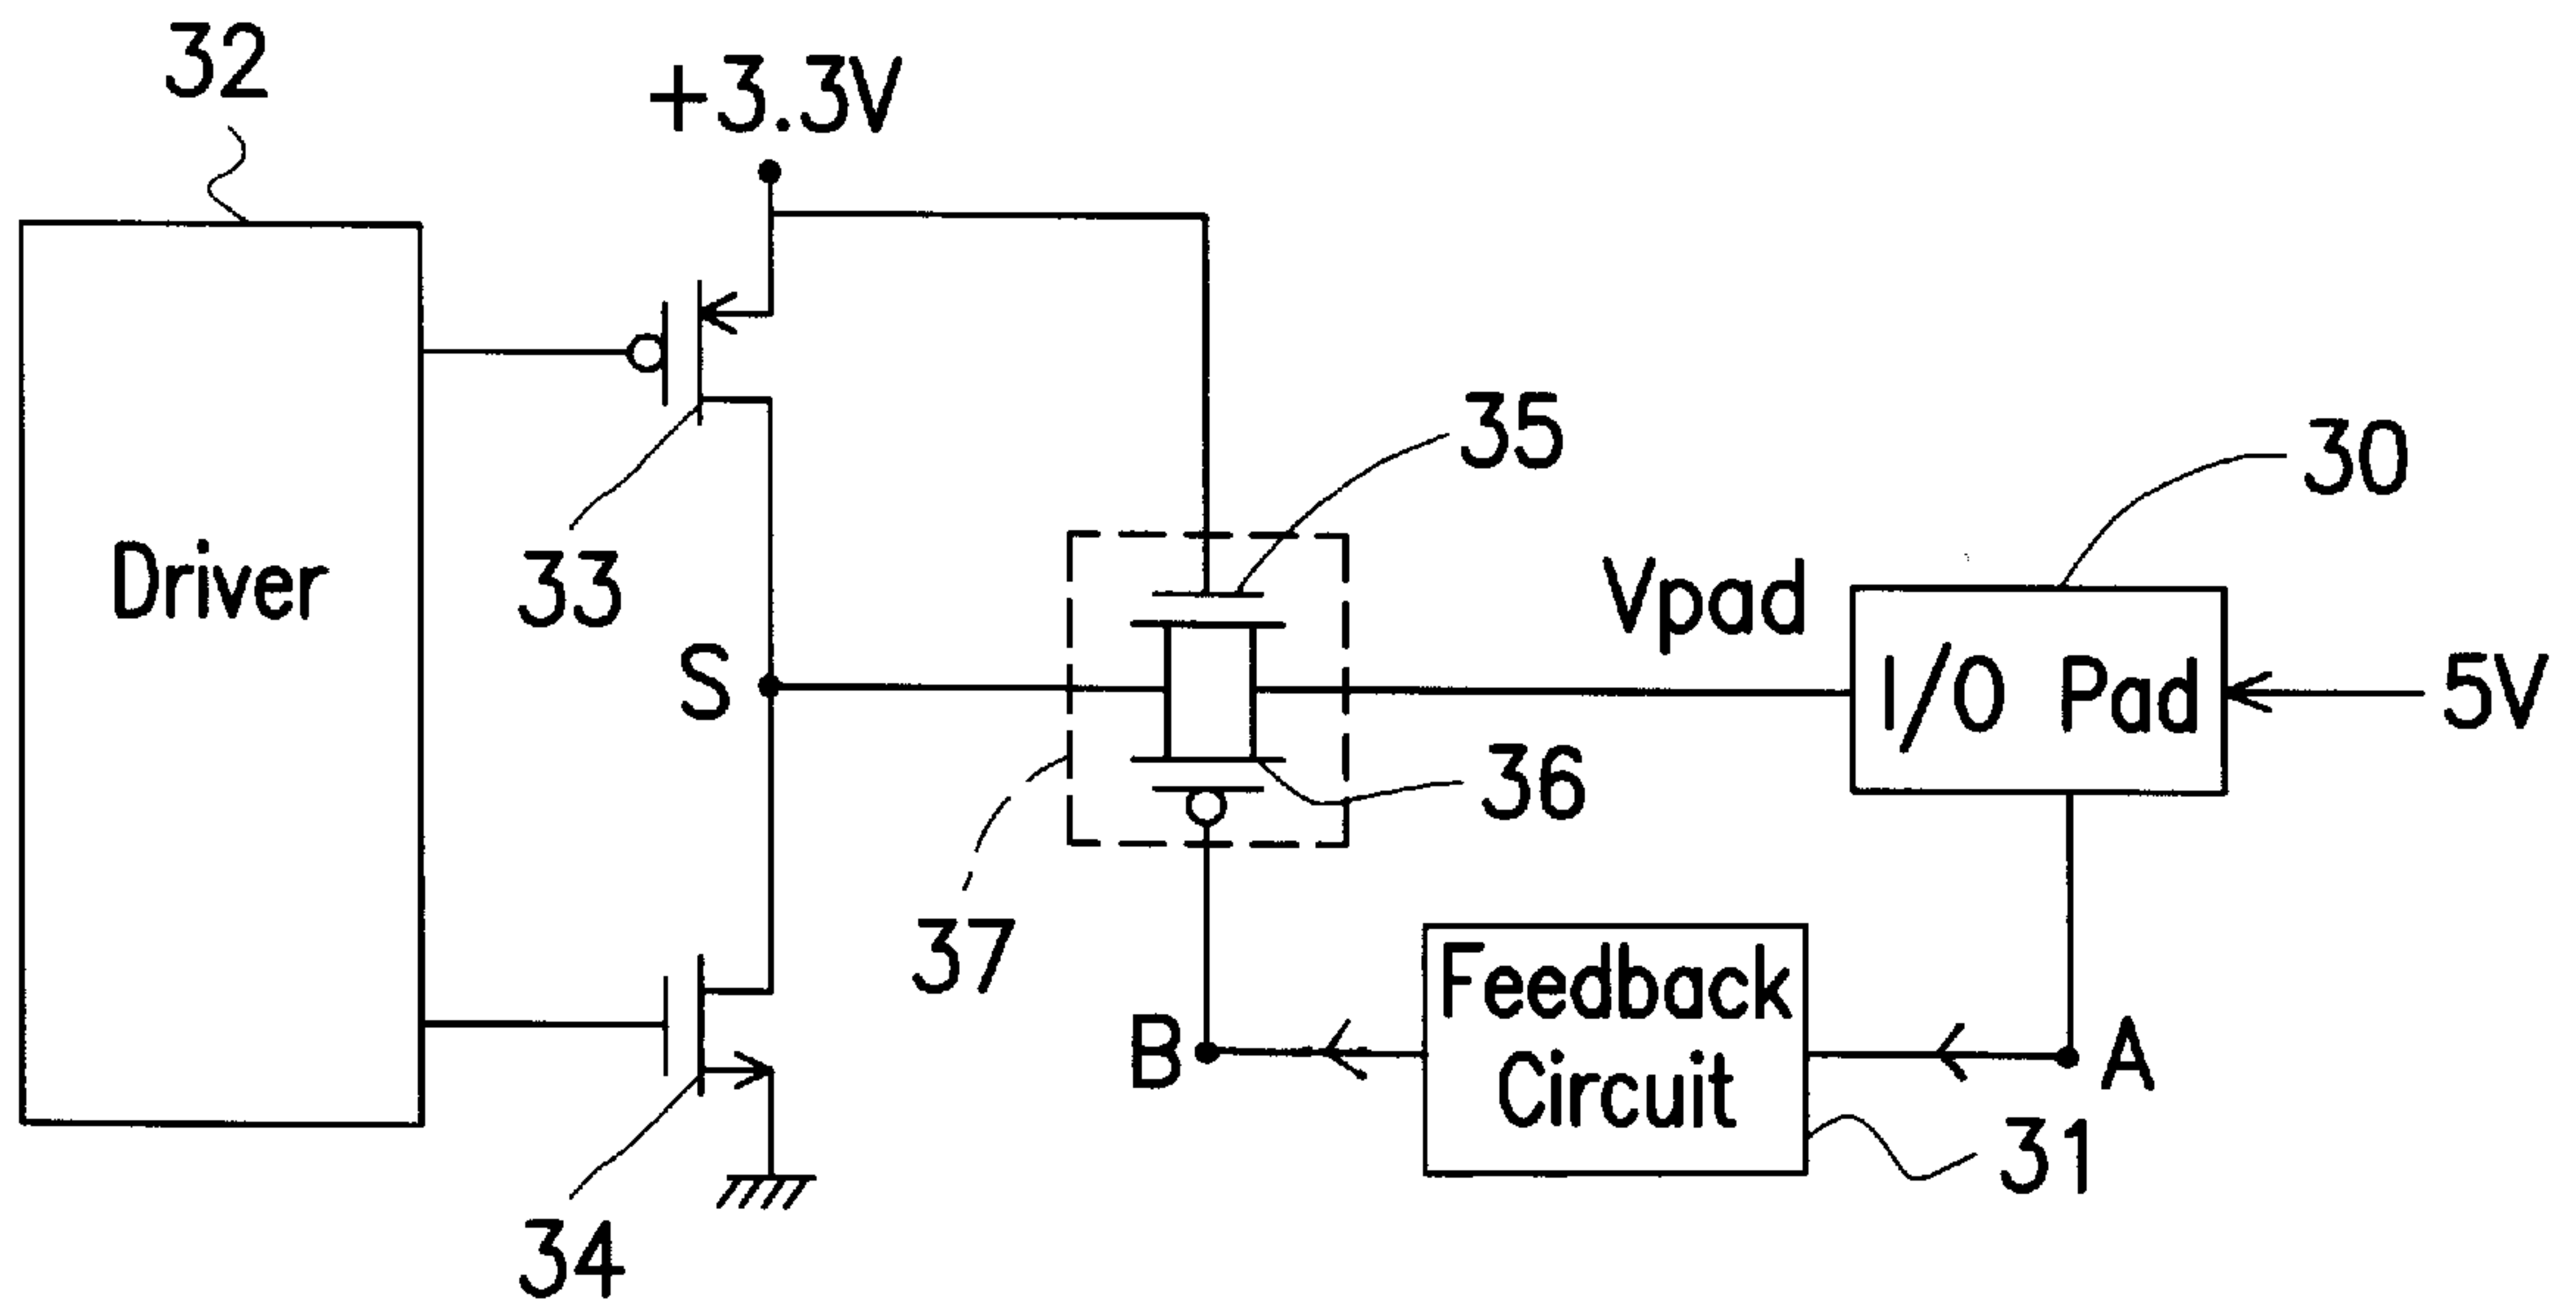 32
+3.3V
35
30
Driver
33
Vpad
S
I/O Pad
5V
36
37
Feedback
Circuit
B
A
31
34